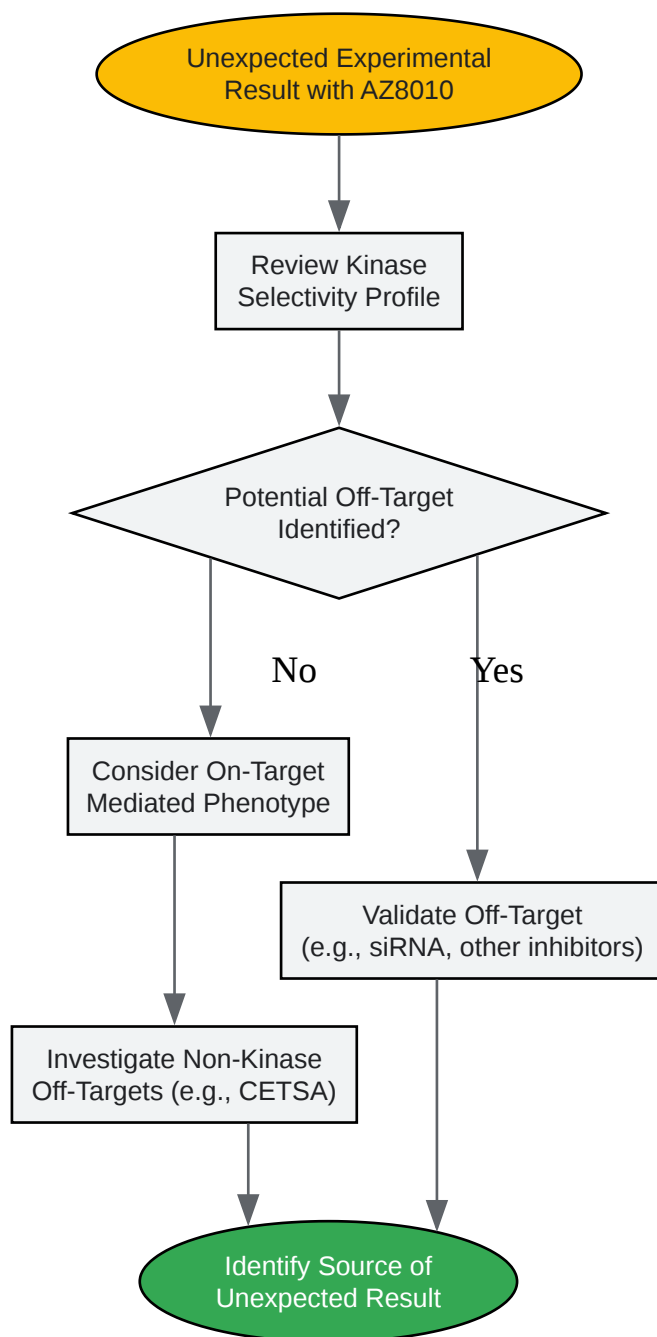 Unexpected Experimental
Result with AZ8010
Review Kinase
Selectivity Profile
Potential Off-Target
Identified?
No
Yes
Consider On-Target
Mediated Phenotype
Validate Off-Target
(e.g., siRNA, other inhibitors)
Investigate Non-Kinase
Off-Targets (e.g., CETSA)
Identify Source of
Unexpected Result